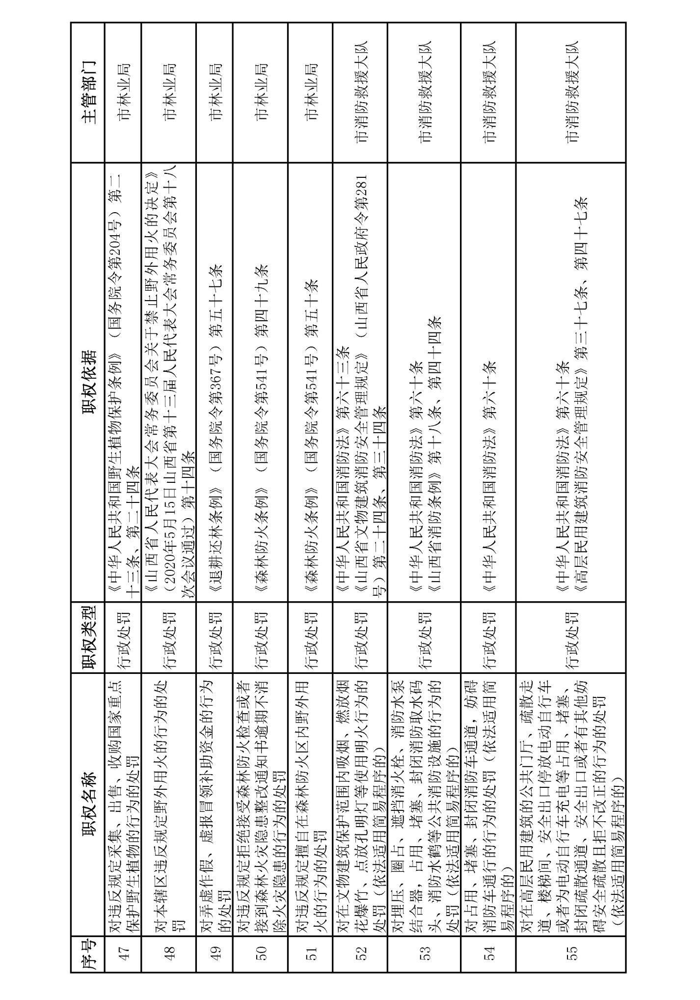 序号 职权名称 职权类型 职权依据 主管部门
47
对违反规定采集、出售、收购国家重点
保护野生植物的行为的处罚
行政处罚
《中华人民共和国野生植物保护条例》（国务院令第204号）第二
十三条、第二十四条
市林业局
48
对本辖区违反规定野外用火的行为的处
罚
行政处罚
《山西省人民代表大会常务委员会关于禁止野外用火的决定》
（2020年5月15日山西省第十三届人民代表大会常务委员会第十八
次会议通过）第十四条
市林业局
49
对弄虚作假、虚报冒领补助资金的行为
的处罚
行政处罚
《退耕还林条例》（国务院令第367号）第五十七条
市林业局
50
对违反规定拒绝接受森林防火检查或者
接到森林火灾隐患整改通知书逾期不消
除火灾隐患的行为的处罚
行政处罚
《森林防火条例》（国务院令第541号）第四十九条
市林业局
51
对违反规定擅自在森林防火区内野外用
火的行为的处罚
行政处罚
《森林防火条例》（国务院令第541号）第五十条
市林业局
52
对在文物建筑保护范围内吸烟、燃放烟
花爆竹、点放孔明灯等使用明火行为的
处罚（依法适用简易程序的）
行政处罚
《中华人民共和国消防法》第六十三条
《山西省文物建筑消防安全管理规定》（山西省人民政府令第281
号）第二十四条、第三十四条
市消防救援大队
53
对埋压、圈占、遮挡消火栓、消防水泵
结合器，占用、堵塞、封闭消防取水码
头、消防水鹤等公共消防设施的行为的
处罚（依法适用简易程序的）
行政处罚
《中华人民共和国消防法》第六十条
《山西省消防条例》第十八条、第四十四条
市消防救援大队
54
对占用、堵塞、封闭消防车通道，妨碍
消防车通行的行为的处罚（依法适用简
易程序的）
行政处罚
《中华人民共和国消防法》第六十条
市消防救援大队
55
对在高层民用建筑的公共门厅、疏散走
道、楼梯间、安全出口停放电动自行车
或者为电动自行车充电等占用、堵塞、
封闭疏散通道、安全出口或者有其他妨
碍安全疏散且拒不改正的行为的处罚
（依法适用简易程序的）
行政处罚
《中华人民共和国消防法》第六十条
《高层民用建筑消防安全管理规定》第三十七条、第四十七条
市消防救援大队